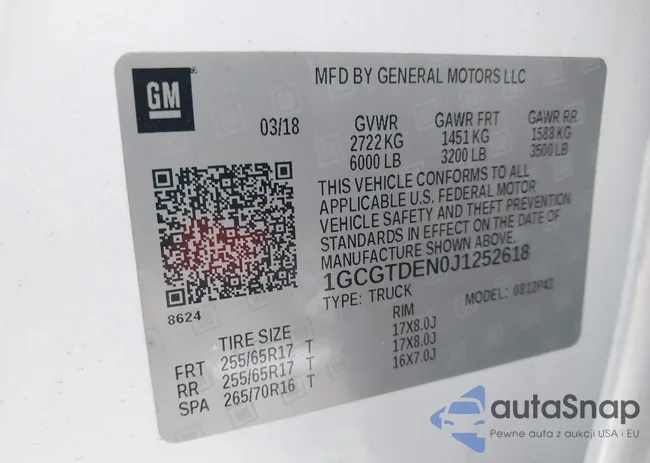 GM
MFD BY GENERAL MOTORS LLC
03/18
GVWR GAWR FRT GAWR RR
2722 KG 1451 KG 1588 KG
6000 LB 3200 LB 3500 LB
THIS VEHICLE CONFORMS TO ALL
APPLICABLE U.S. FEDERAL MOTOR
VEHICLE SAFETY AND THEFT PREVENTION
STANDARDS IN EFFECT ON THE DATE OF
MANUFACTURE SHOWN ABOVE.
1GCGTDEN0J1252618
TYPE: TRUCK MODEL:
8624
TIRE SIZE RIM
FRT 255/65R17 T 17X8.0J
RR 255/65R17 T 17X8.0J
SPA 265/70R16 T 16X7.0J
autaSnap
Pewne auta z aukcji USA i EU